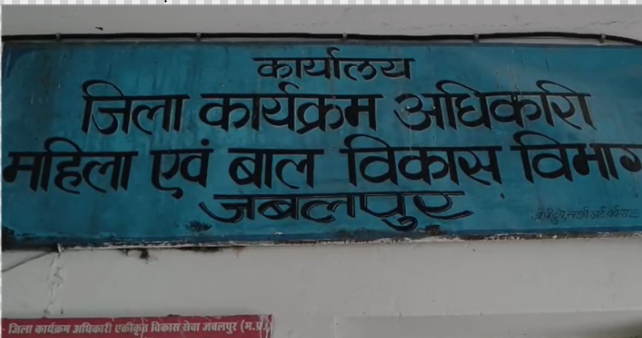 कार्यालय
जिला कार्यक्रम अधिकारी
महिला एवं बाल विकास विभाग
जबलपुर
- जिला कार्यक्रम अधिकारी एकीकृत विकास सेवा जबलपुर (म.प्र.